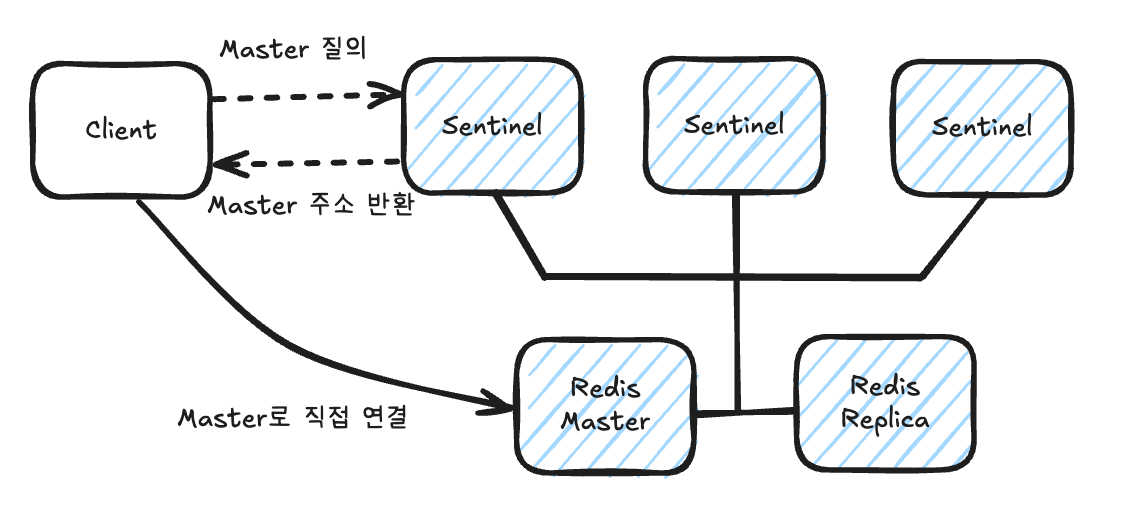 Master 질의
Client
Sentinel
Sentinel
Sentinel
Master 주소 반환
Redis
Master
Redis
Replica
Master로 직접 연결